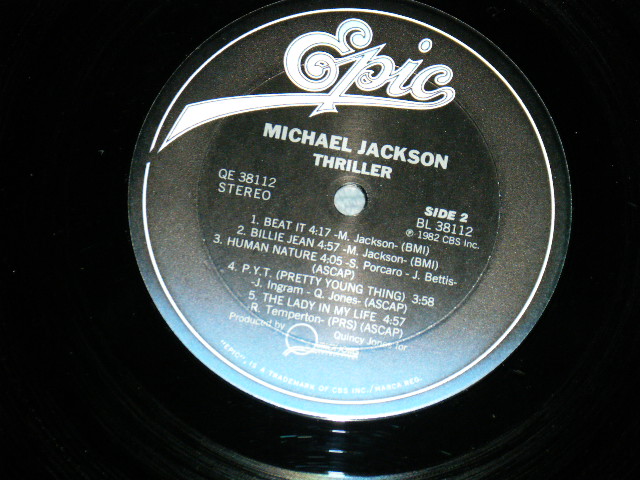 Epic
MICHAEL JACKSON
THRILLER
QE 38112
STEREO
SIDE 2
BL 38112
℗ 1982 CBS Inc.
1. BEAT IT 4:17 -M. Jackson- (BMI)
2. BILLIE JEAN 4:57 -M. Jackson- (BMI)
3. HUMAN NATURE 4:05 -S. Porcaro - J. Bettis-
(ASCAP)
4. P.Y.T. (PRETTY YOUNG THING) 3:58
-J. Ingram - Q. Jones- (ASCAP)
5. THE LADY IN MY LIFE 4:57
-R. Temperton- (PRS) (ASCAP)
Produced by Quincy Jones for
"EPIC", IS A TRADEMARK OF CBS INC./MARCA REG.